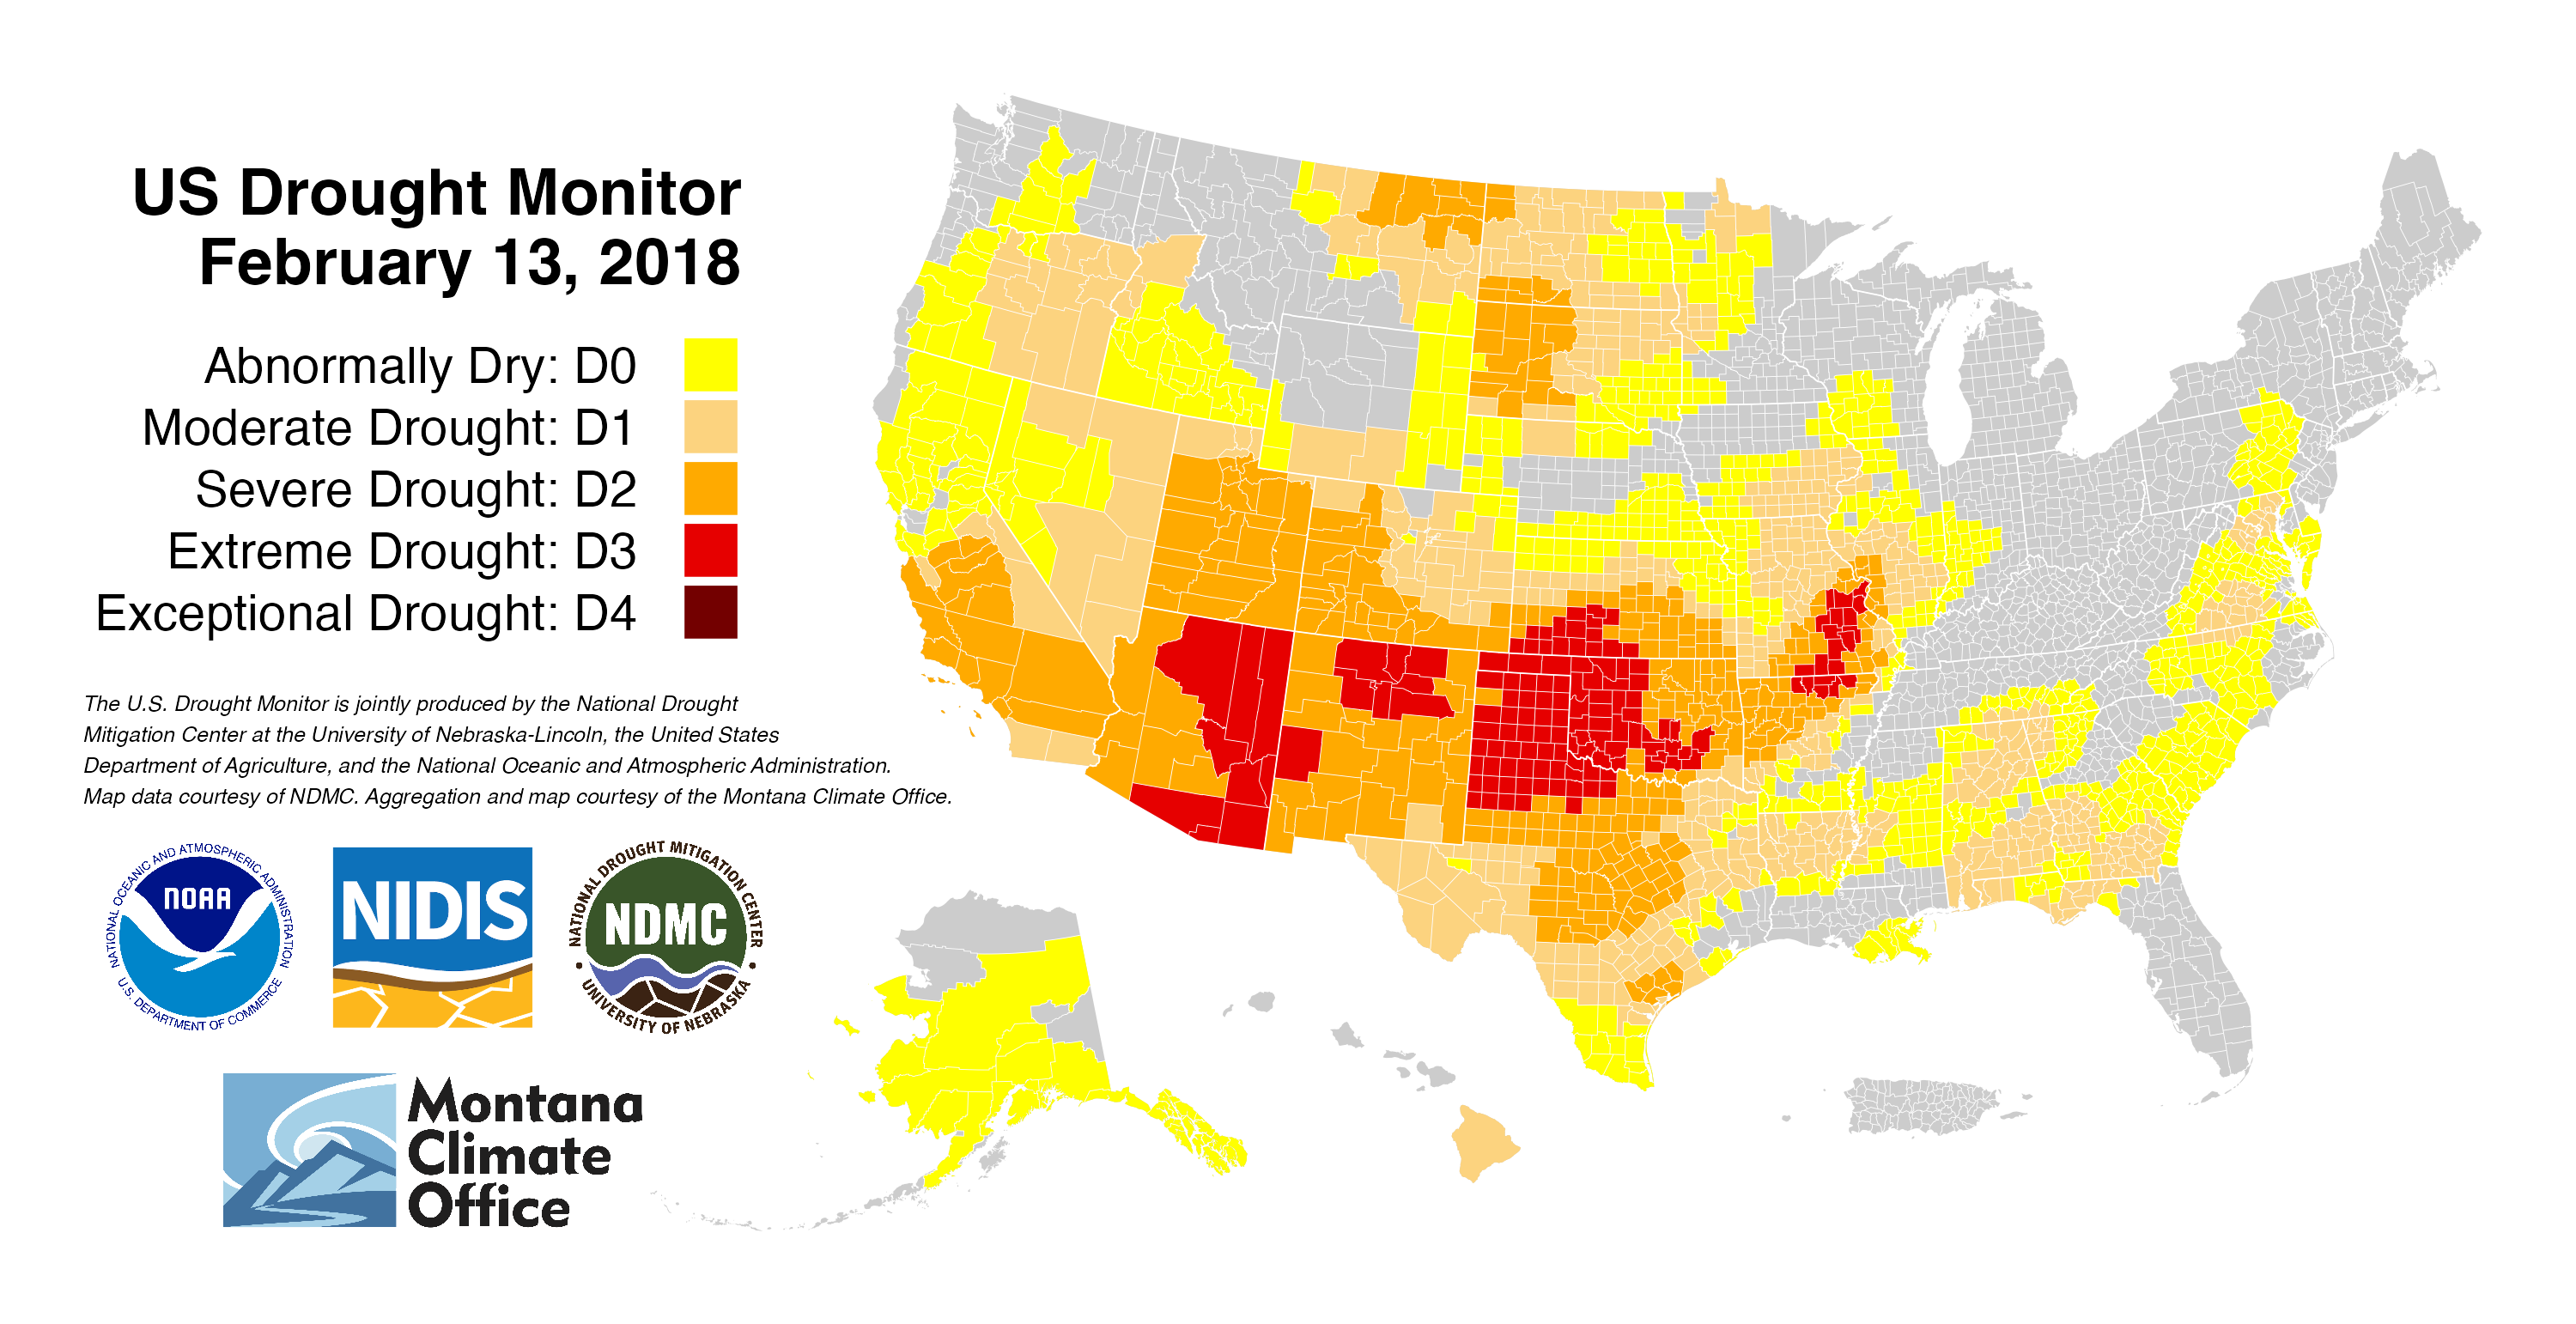 US Drought Monitor
February 13, 2018
Abnormally Dry: D0
Moderate Drought: D1
Severe Drought: D2
Extreme Drought: D3
Exceptional Drought: D4
The U.S. Drought Monitor is jointly produced by the National Drought
Mitigation Center at the University of Nebraska-Lincoln, the United States
Department of Agriculture, and the National Oceanic and Atmospheric Administration.
Map data courtesy of NDMC. Aggregation and map courtesy of the Montana Climate Office.
NATIONAL OCEANIC AND ATMOSPHERIC ADMINISTRATION
NOAA
U.S. DEPARTMENT OF COMMERCE
NIDIS
NATIONAL DROUGHT MITIGATION CENTER
NDMC
UNIVERSITY OF NEBRASKA
Montana
Climate
Office